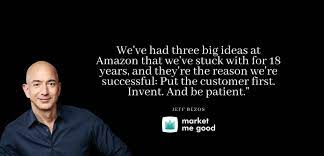 We've had three big ideas at
Amazon that we've stuck with for 18
years, and they're the reason we're
successful: Put the customer first.
Invent. And be patient."
JEFF BEZOS
market
me good